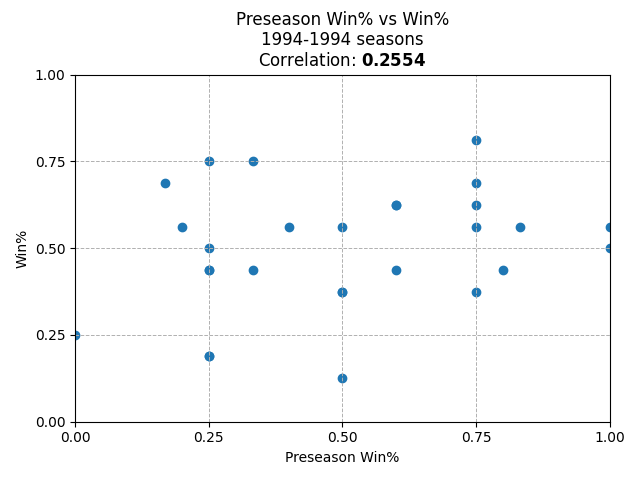 Preseason Win% vs Win%
1994-1994 seasons
Correlation: 0.2554
1.00
0.75
0.50
0.25
0.00
Win%
0.00 0.25 0.50 0.75 1.00
Preseason Win%